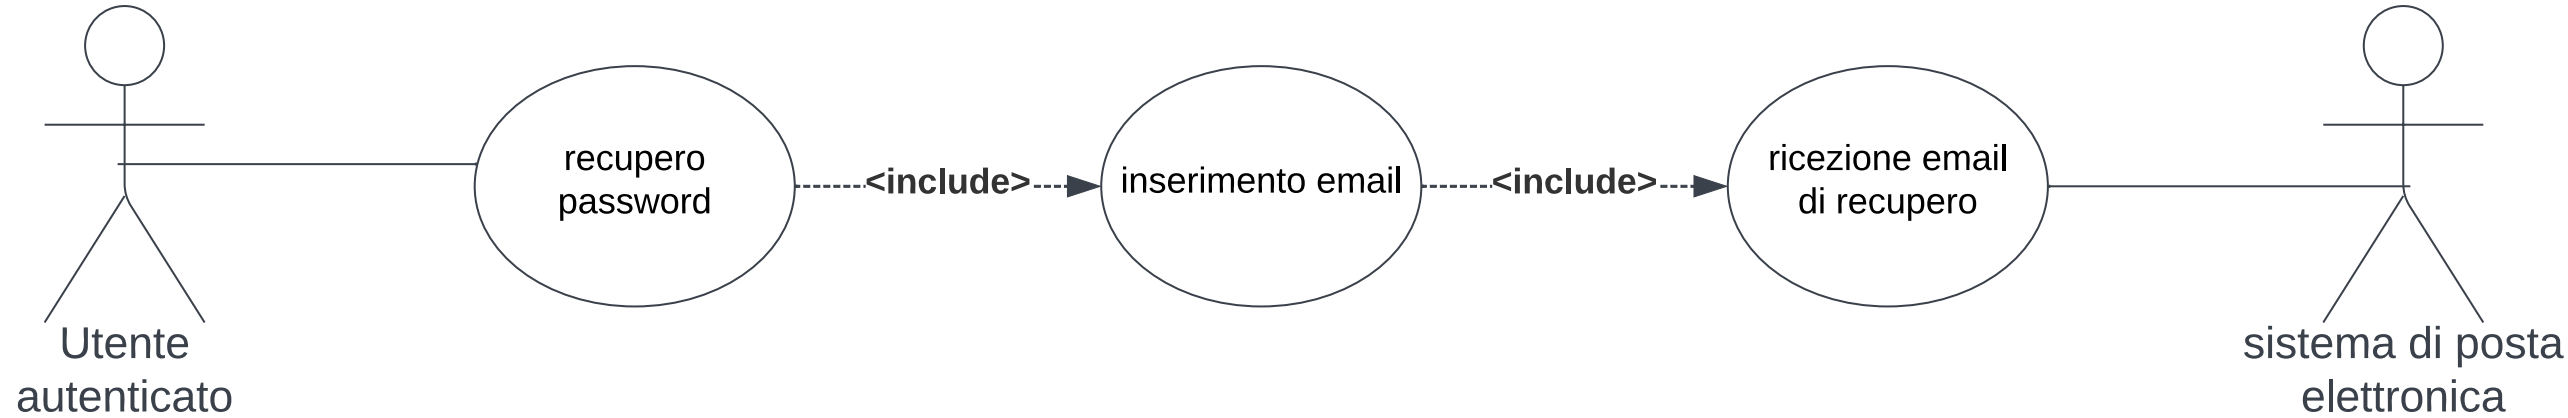 recupero
password
<include>
inserimento email
<include>
ricezione email
di recupero
Utente
autenticato
sistema di posta
elettronica